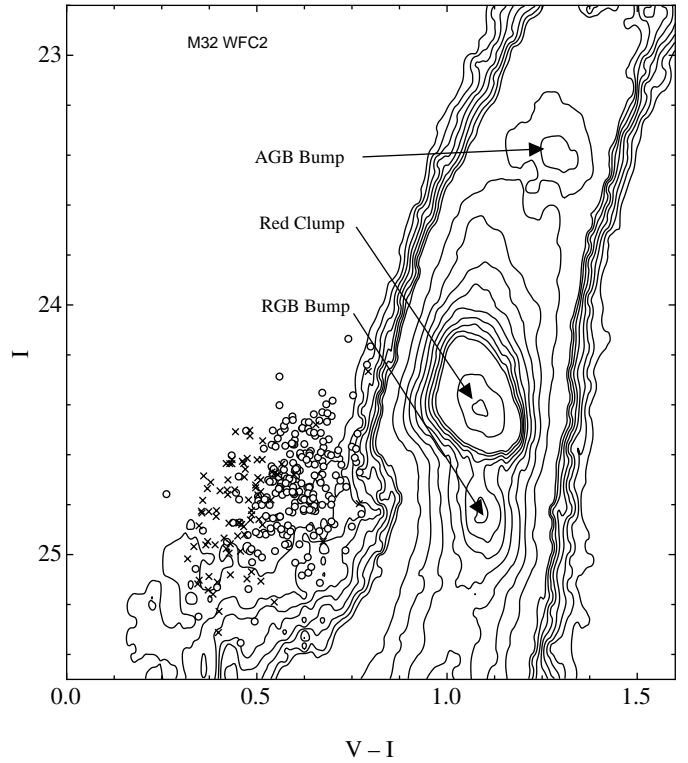 M32 WFC2
23
AGB Bump
Red Clump
24
RGB Bump
I
25
0.0
0.5
1.0
1.5
V – I